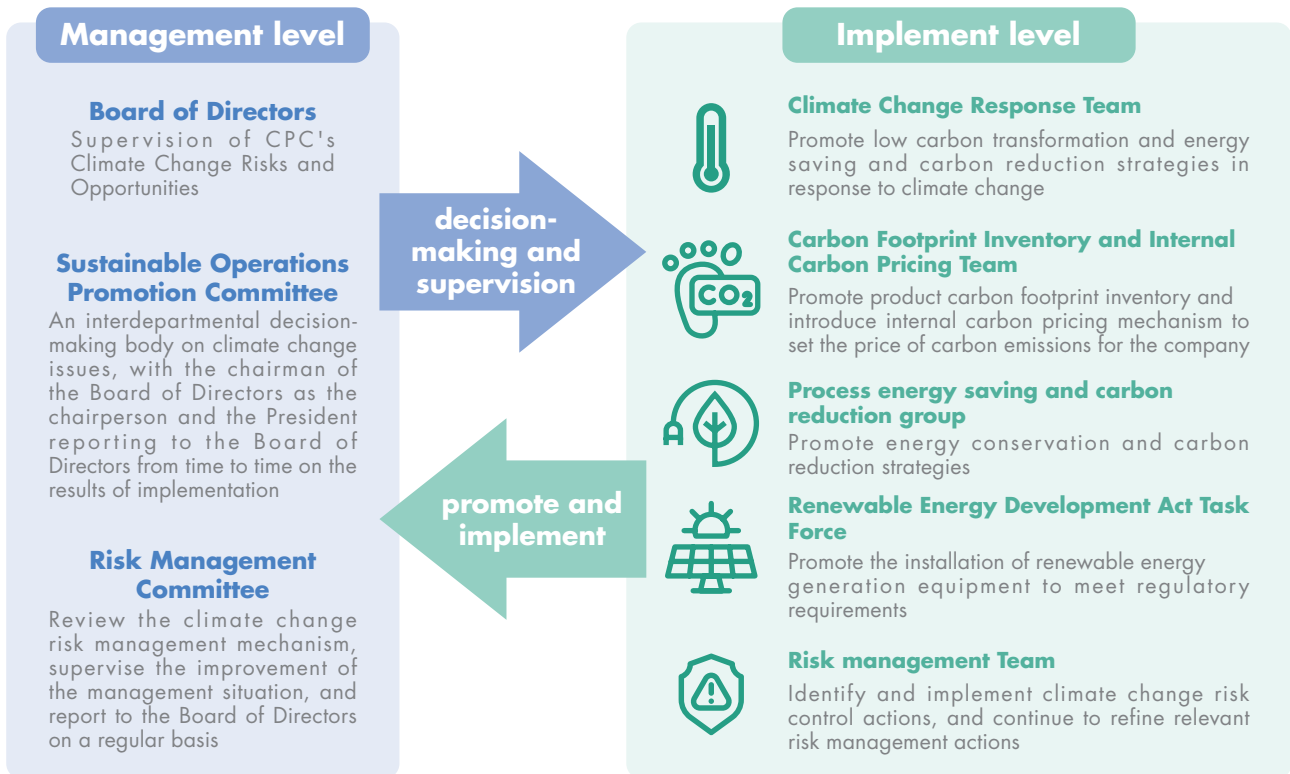 Management level
Board of Directors
Supervision of CPC's
Climate Change Risks and
Opportunities
Sustainable Operations
Promotion Committee
An interdepartmental decision-
making body on climate change
issues, with the chairman of
the Board of Directors as the
chairperson and the President
reporting to the Board of
Directors from time to time on the
results of implementation
Risk Management
Committee
Review the climate change
risk management mechanism,
supervise the improvement of
the management situation, and
report to the Board of Directors
on a regular basis
decision-
making and
supervision
promote and
implement
Implement level
Climate Change Response Team
Promote low carbon transformation and energy
saving and carbon reduction strategies in
response to climate change
CO2
Carbon Footprint Inventory and Internal
Carbon Pricing Team
Promote product carbon footprint inventory and
introduce internal carbon pricing mechanism to
set the price of carbon emissions for the company
Process energy saving and carbon
reduction group
Promote energy conservation and carbon
reduction strategies
Renewable Energy Development Act Task
Force
Promote the installation of renewable energy
generation equipment to meet regulatory
requirements
Risk management Team
Identify and implement climate change risk
control actions, and continue to refine relevant
risk management actions